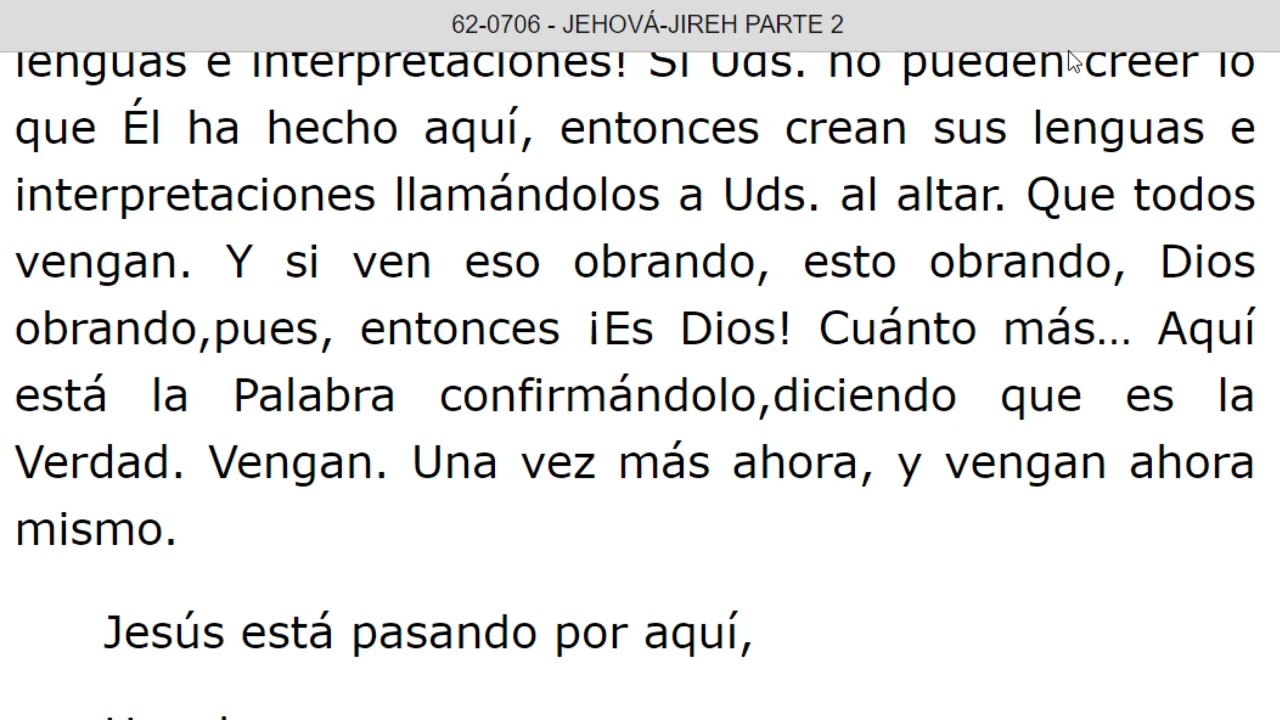 62-0706 - JEHOVÁ-JIREH PARTE 2
lenguas e interpretaciones! Si Uds. no pueden creer lo
que Él ha hecho aquí, entonces crean sus lenguas e
interpretaciones llamándolos a Uds. al altar. Que todos
vengan. Y si ven eso obrando, esto obrando, Dios
obrando,pues, entonces ¡Es Dios! Cuánto más... Aquí
está la Palabra confirmándolo,diciendo que es la
Verdad. Vengan. Una vez más ahora, y vengan ahora
mismo.
Jesús está pasando por aquí,